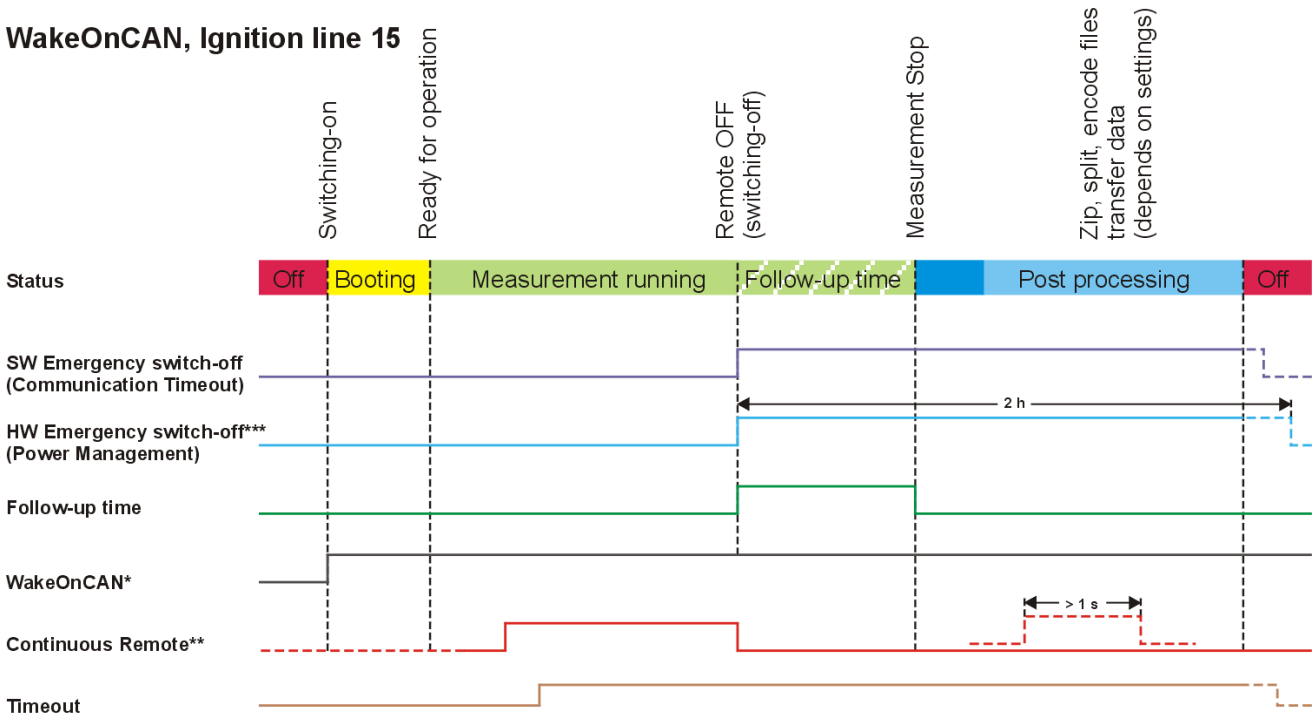 WakeOnCAN, Ignition line 15
Switching-on
Ready for operation
Remote OFF
(switching-off)
Measurement Stop
Zip, split, encode files
transfer data
(depends on settings)
Status
Off
Booting
Measurement running
Follow-up time
Post processing
Off
SW Emergency switch-off
(Communication Timeout)
2 h
HW Emergency switch-off***
(Power Management)
Follow-up time
WakeOnCAN*
> 1 s
Continuous Remote**
Timeout